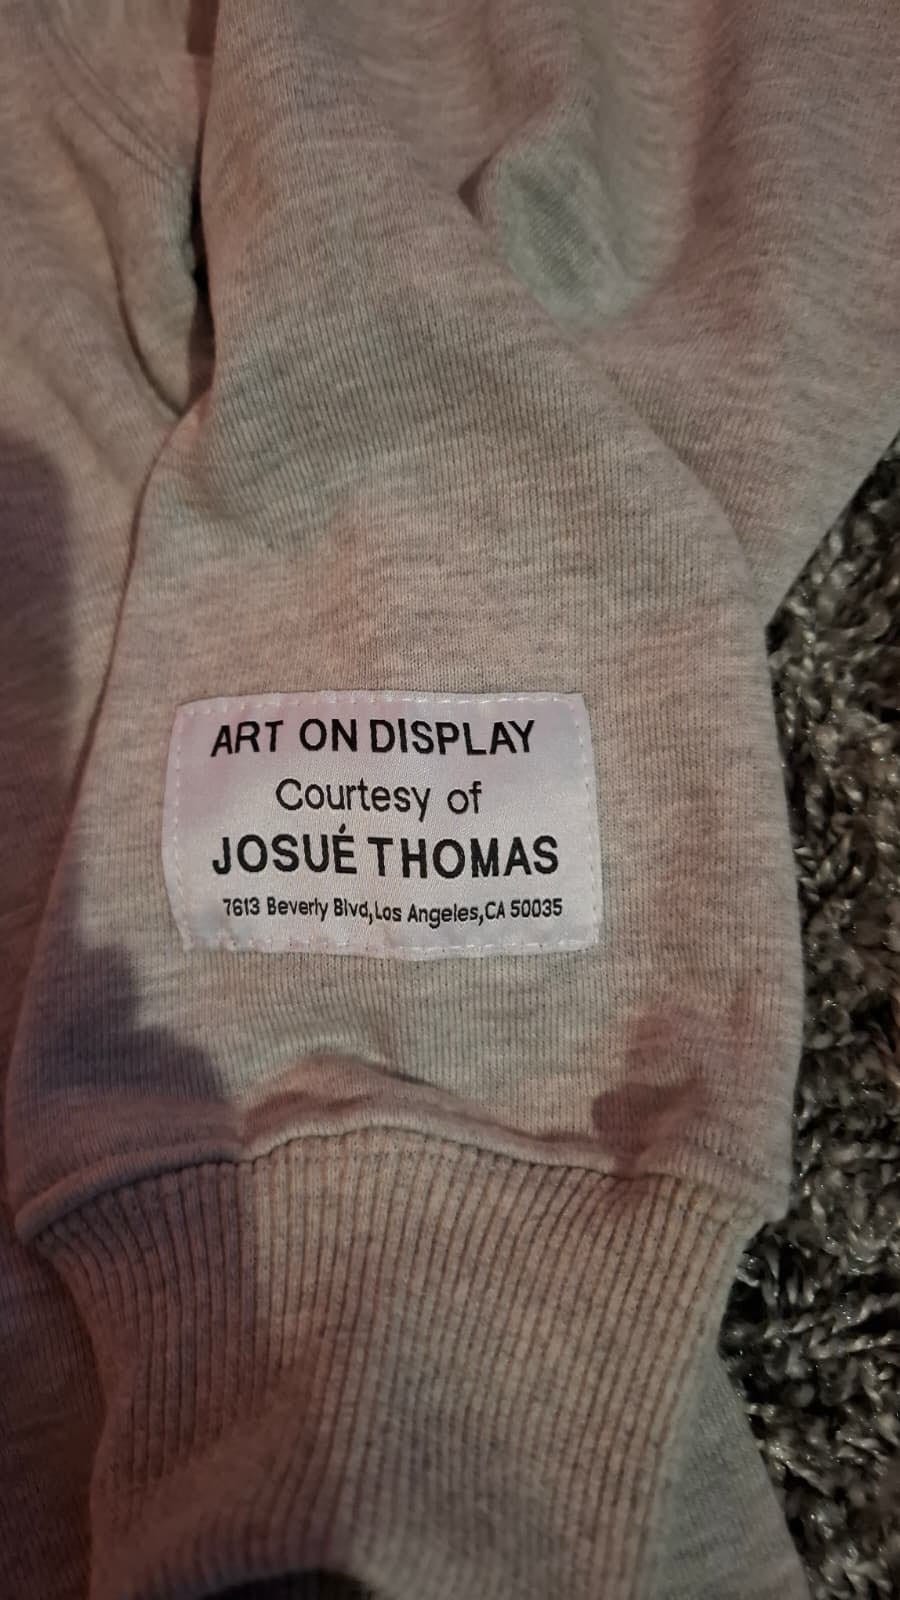 ART ON DISPLAY
Courtesy of
JOSUÉ THOMAS
7613 Beverly Blvd,Los Angeles,CA 50035